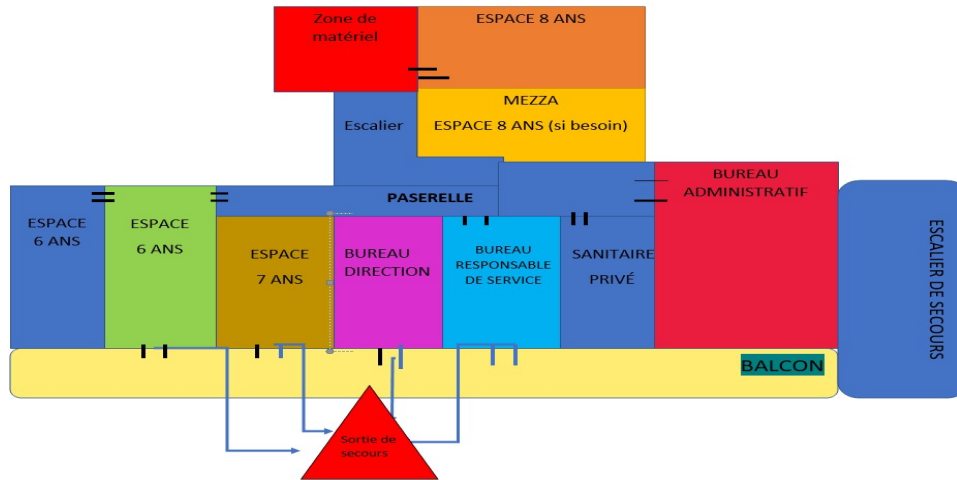 Zone de
matériel
ESPACE 8 ANS
MEZZA
ESPACE 8 ANS (si besoin)
Escalier
PASERELLE
BUREAU
ADMINISTRATIF
ESPACE
6 ANS
ESPACE
6 ANS
ESPACE
7 ANS
BUREAU
DIRECTION
BUREAU
RESPONSABLE
DE SERVICE
SANITAIRE
PRIVÉ
ESCALIER DE SECOURS
BALCON
Sortie de
secours